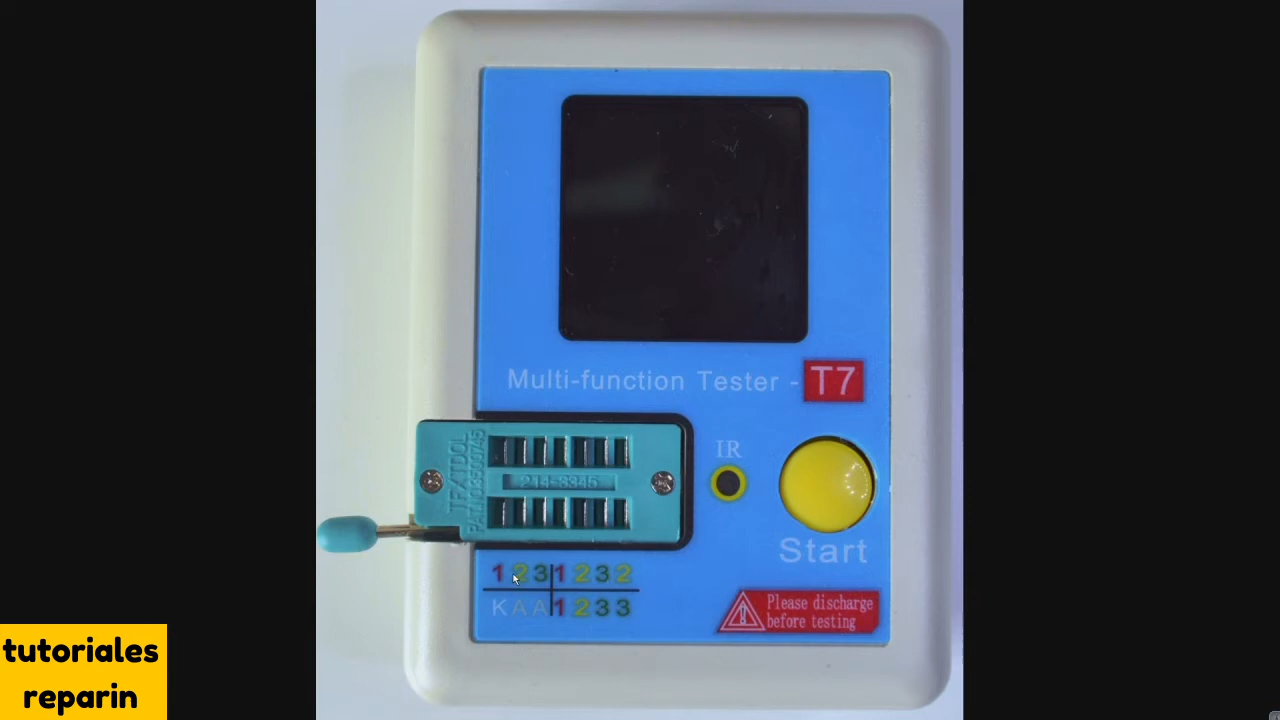 Multi-function Tester - T7
IR
214-3345
Start
1 2 3 1 2 3 2
K A A 1 2 3 3
Please discharge
before testing
tutoriales
reparin